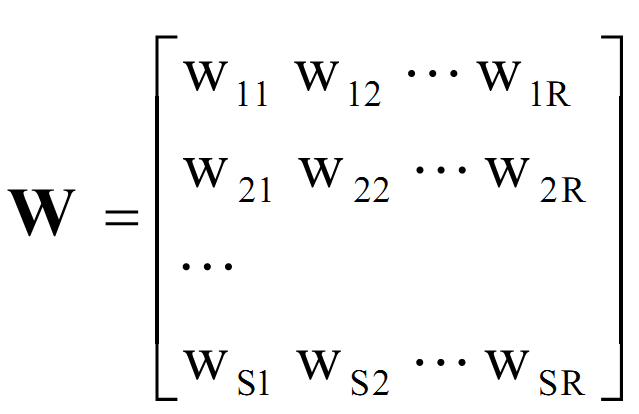 w₁₁ w₁₂ ⋯ w₁R
w₂₁ w₂₂ ⋯ w₂R
W =
⋯
wS₁ wS₂ ⋯ wSR